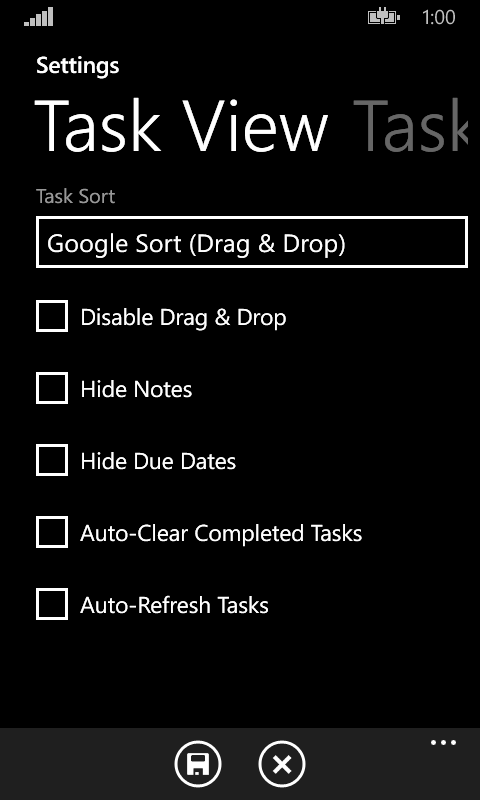 1:00
Settings
Task View Task
Task Sort
Google Sort (Drag & Drop)
Disable Drag & Drop
Hide Notes
Hide Due Dates
Auto-Clear Completed Tasks
Auto-Refresh Tasks